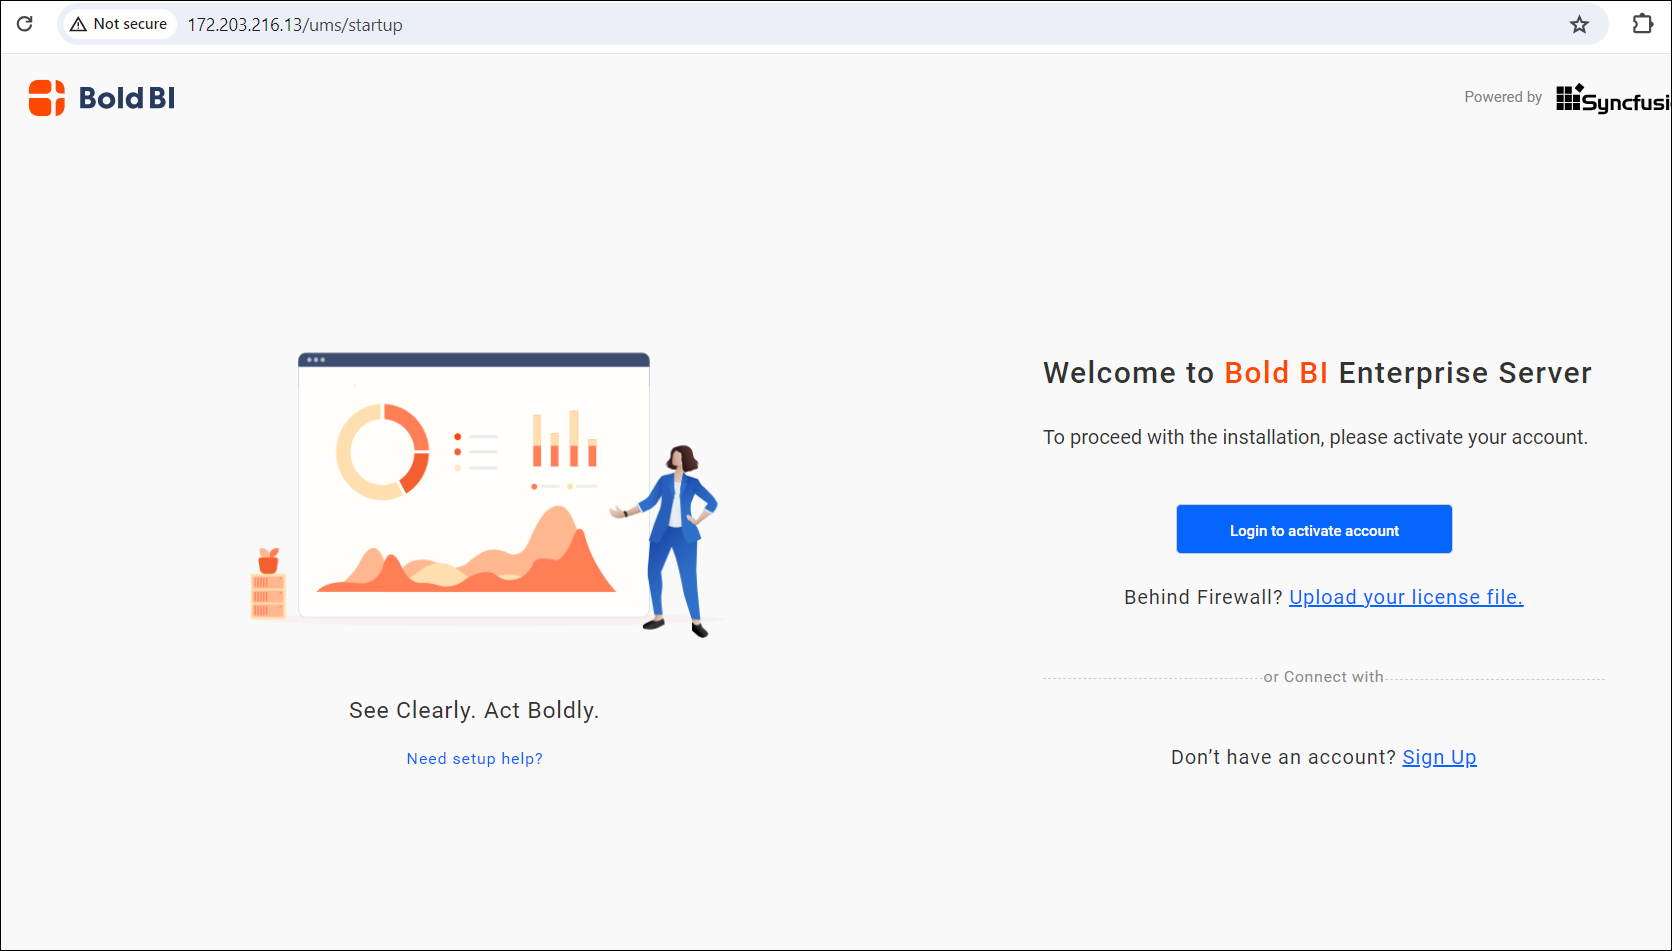 Not secure 172.203.216.13/ums/startup
Bold BI
Powered by Syncfusi
Welcome to Bold BI Enterprise Server
To proceed with the installation, please activate your account.
Login to activate account
Behind Firewall? Upload your license file.
or Connect with
See Clearly. Act Boldly.
Need setup help?
Don’t have an account? Sign Up